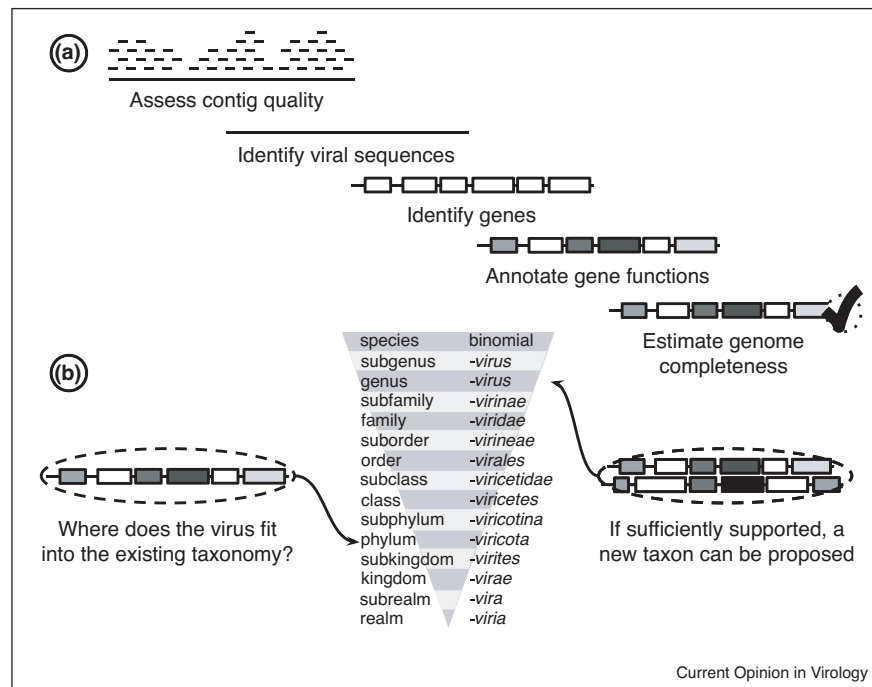 (a)
Assess contig quality
Identify viral sequences
Identify genes
Annotate gene functions
Estimate genome
completeness
(b)
species binomial
subgenus -virus
genus -virus
subfamily -virinae
family -viridae
suborder -virineae
order -virales
subclass -viricetidae
class -viricetes
subphylum -viricotina
phylum -viricota
subkingdom -virites
kingdom -virae
subrealm -vira
realm -viria
Where does the virus fit
into the existing taxonomy?
If sufficiently supported, a
new taxon can be proposed
Current Opinion in Virology